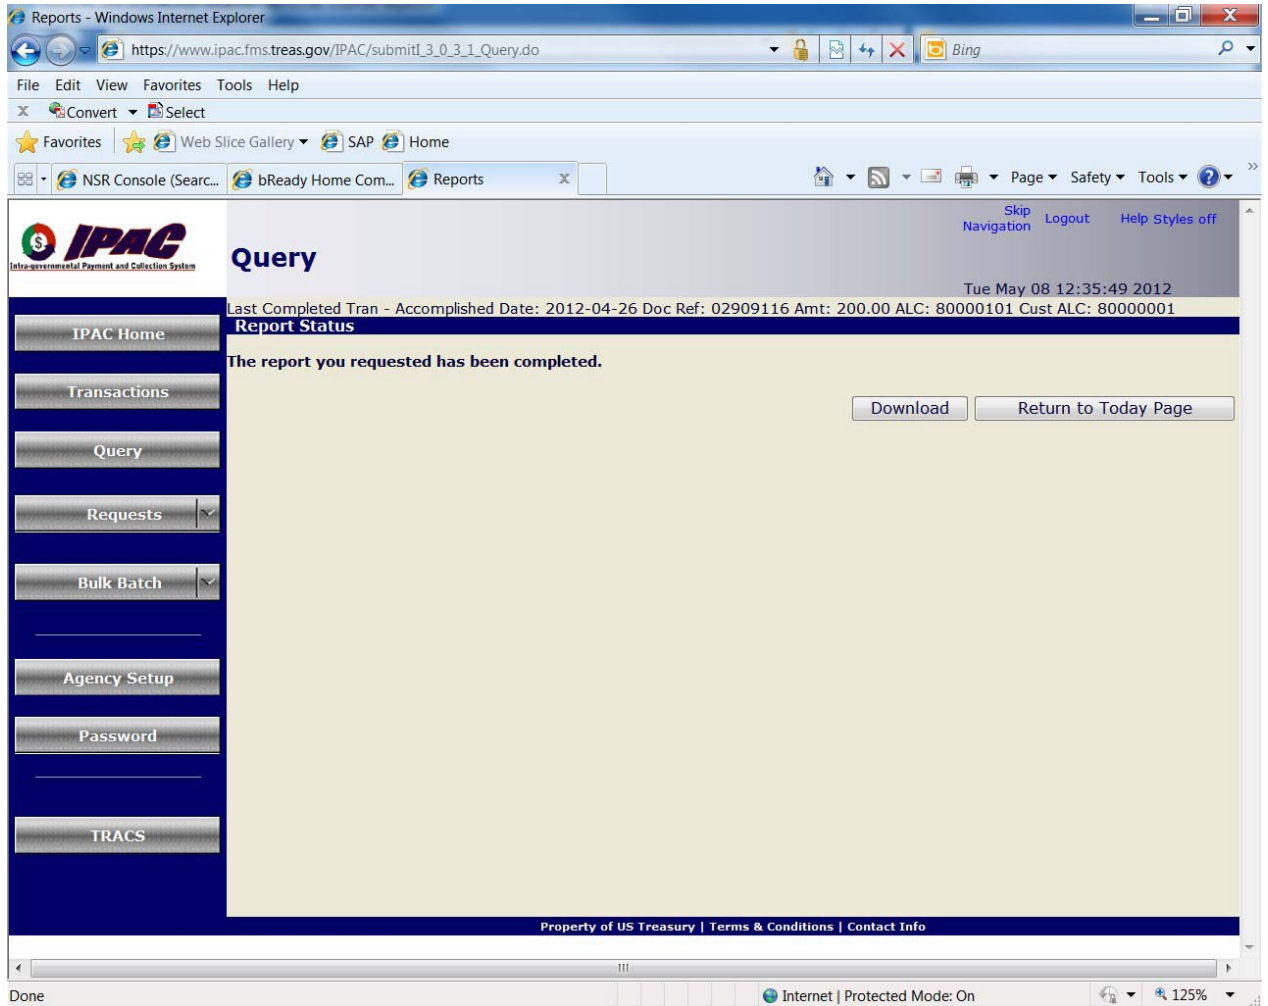 Reports - Windows Internet Explorer
https://www.ipac.fms.treas.gov/IPAC/submitI_3_0_3_1_Query.do
Bing
File Edit View Favorites Tools Help
x Convert Select
Favorites Web Slice Gallery SAP Home
NSR Console (Searc... bReady Home Com... Reports x Page Safety Tools
Skip Navigation Logout Help Styles off
$ IPAC
Intra-governmental Payment and Collection System
Query
Tue May 08 12:35:49 2012
Last Completed Tran - Accomplished Date: 2012-04-26 Doc Ref: 02909116 Amt: 200.00 ALC: 80000101 Cust ALC: 80000001
Report Status
The report you requested has been completed.
Download Return to Today Page
IPAC Home
Transactions
Query
Requests
Bulk Batch
Agency Setup
Password
TRACS
Property of US Treasury | Terms & Conditions | Contact Info
Done Internet | Protected Mode: On 125%